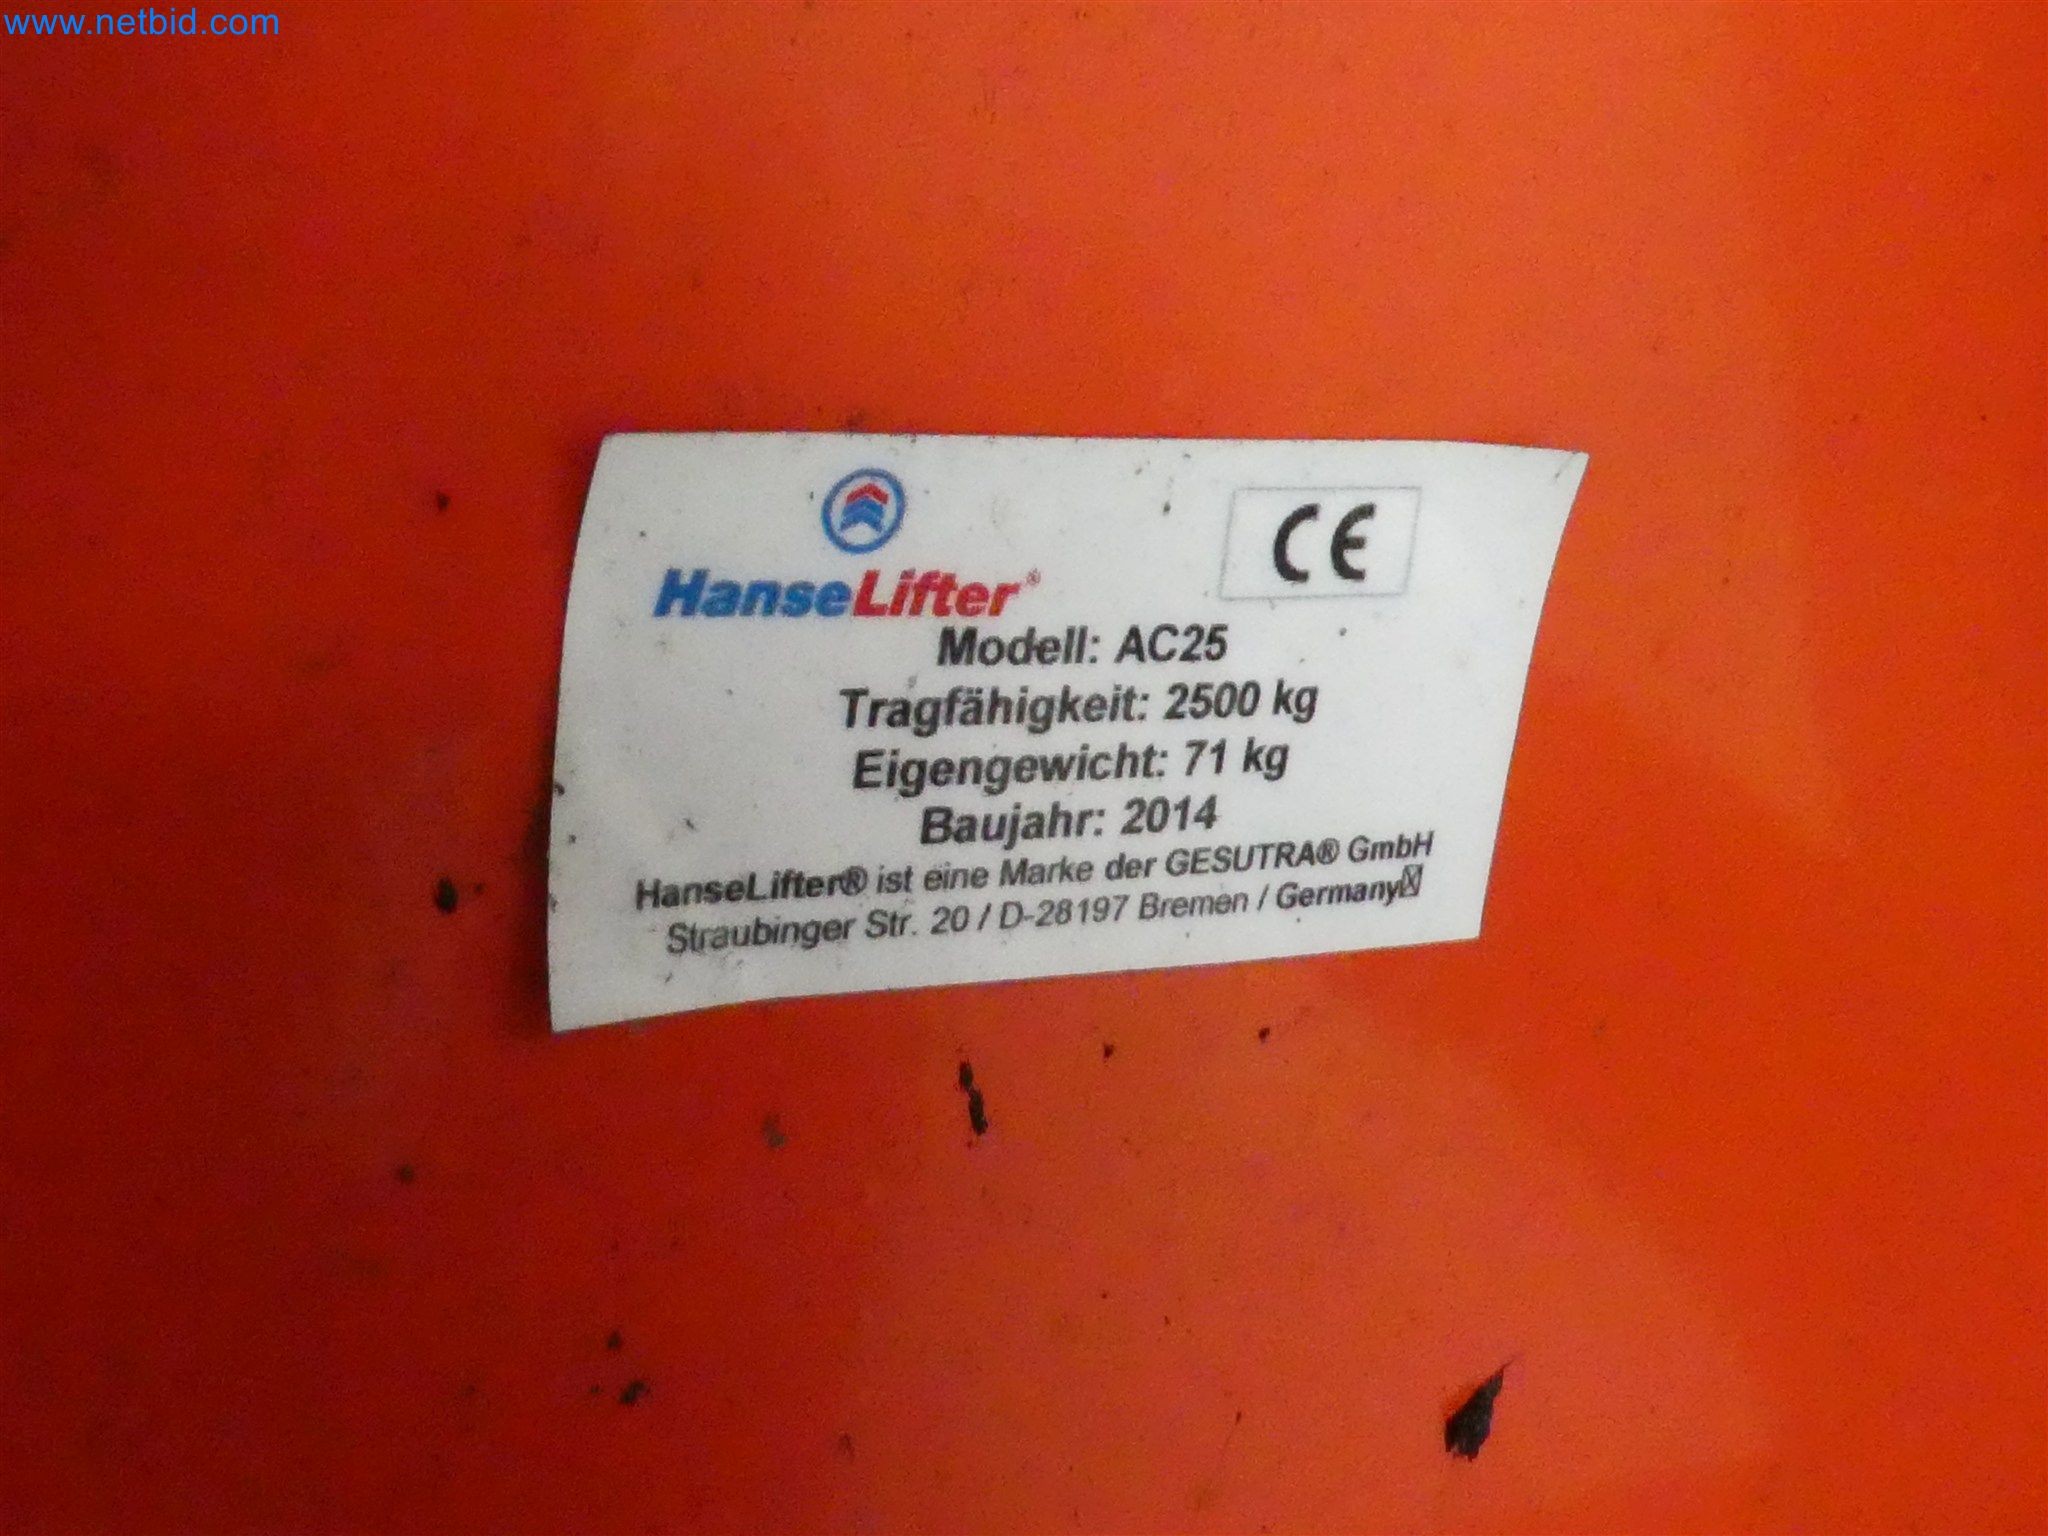 www.netbid.com
CE
HanseLifter®
Modell: AC25
Tragfähigkeit: 2500 kg
Eigengewicht: 71 kg
Baujahr: 2014
HanseLifter® ist eine Marke der GESUTRA® GmbH
Straubinger Str. 20 / D-28197 Bremen / Germany